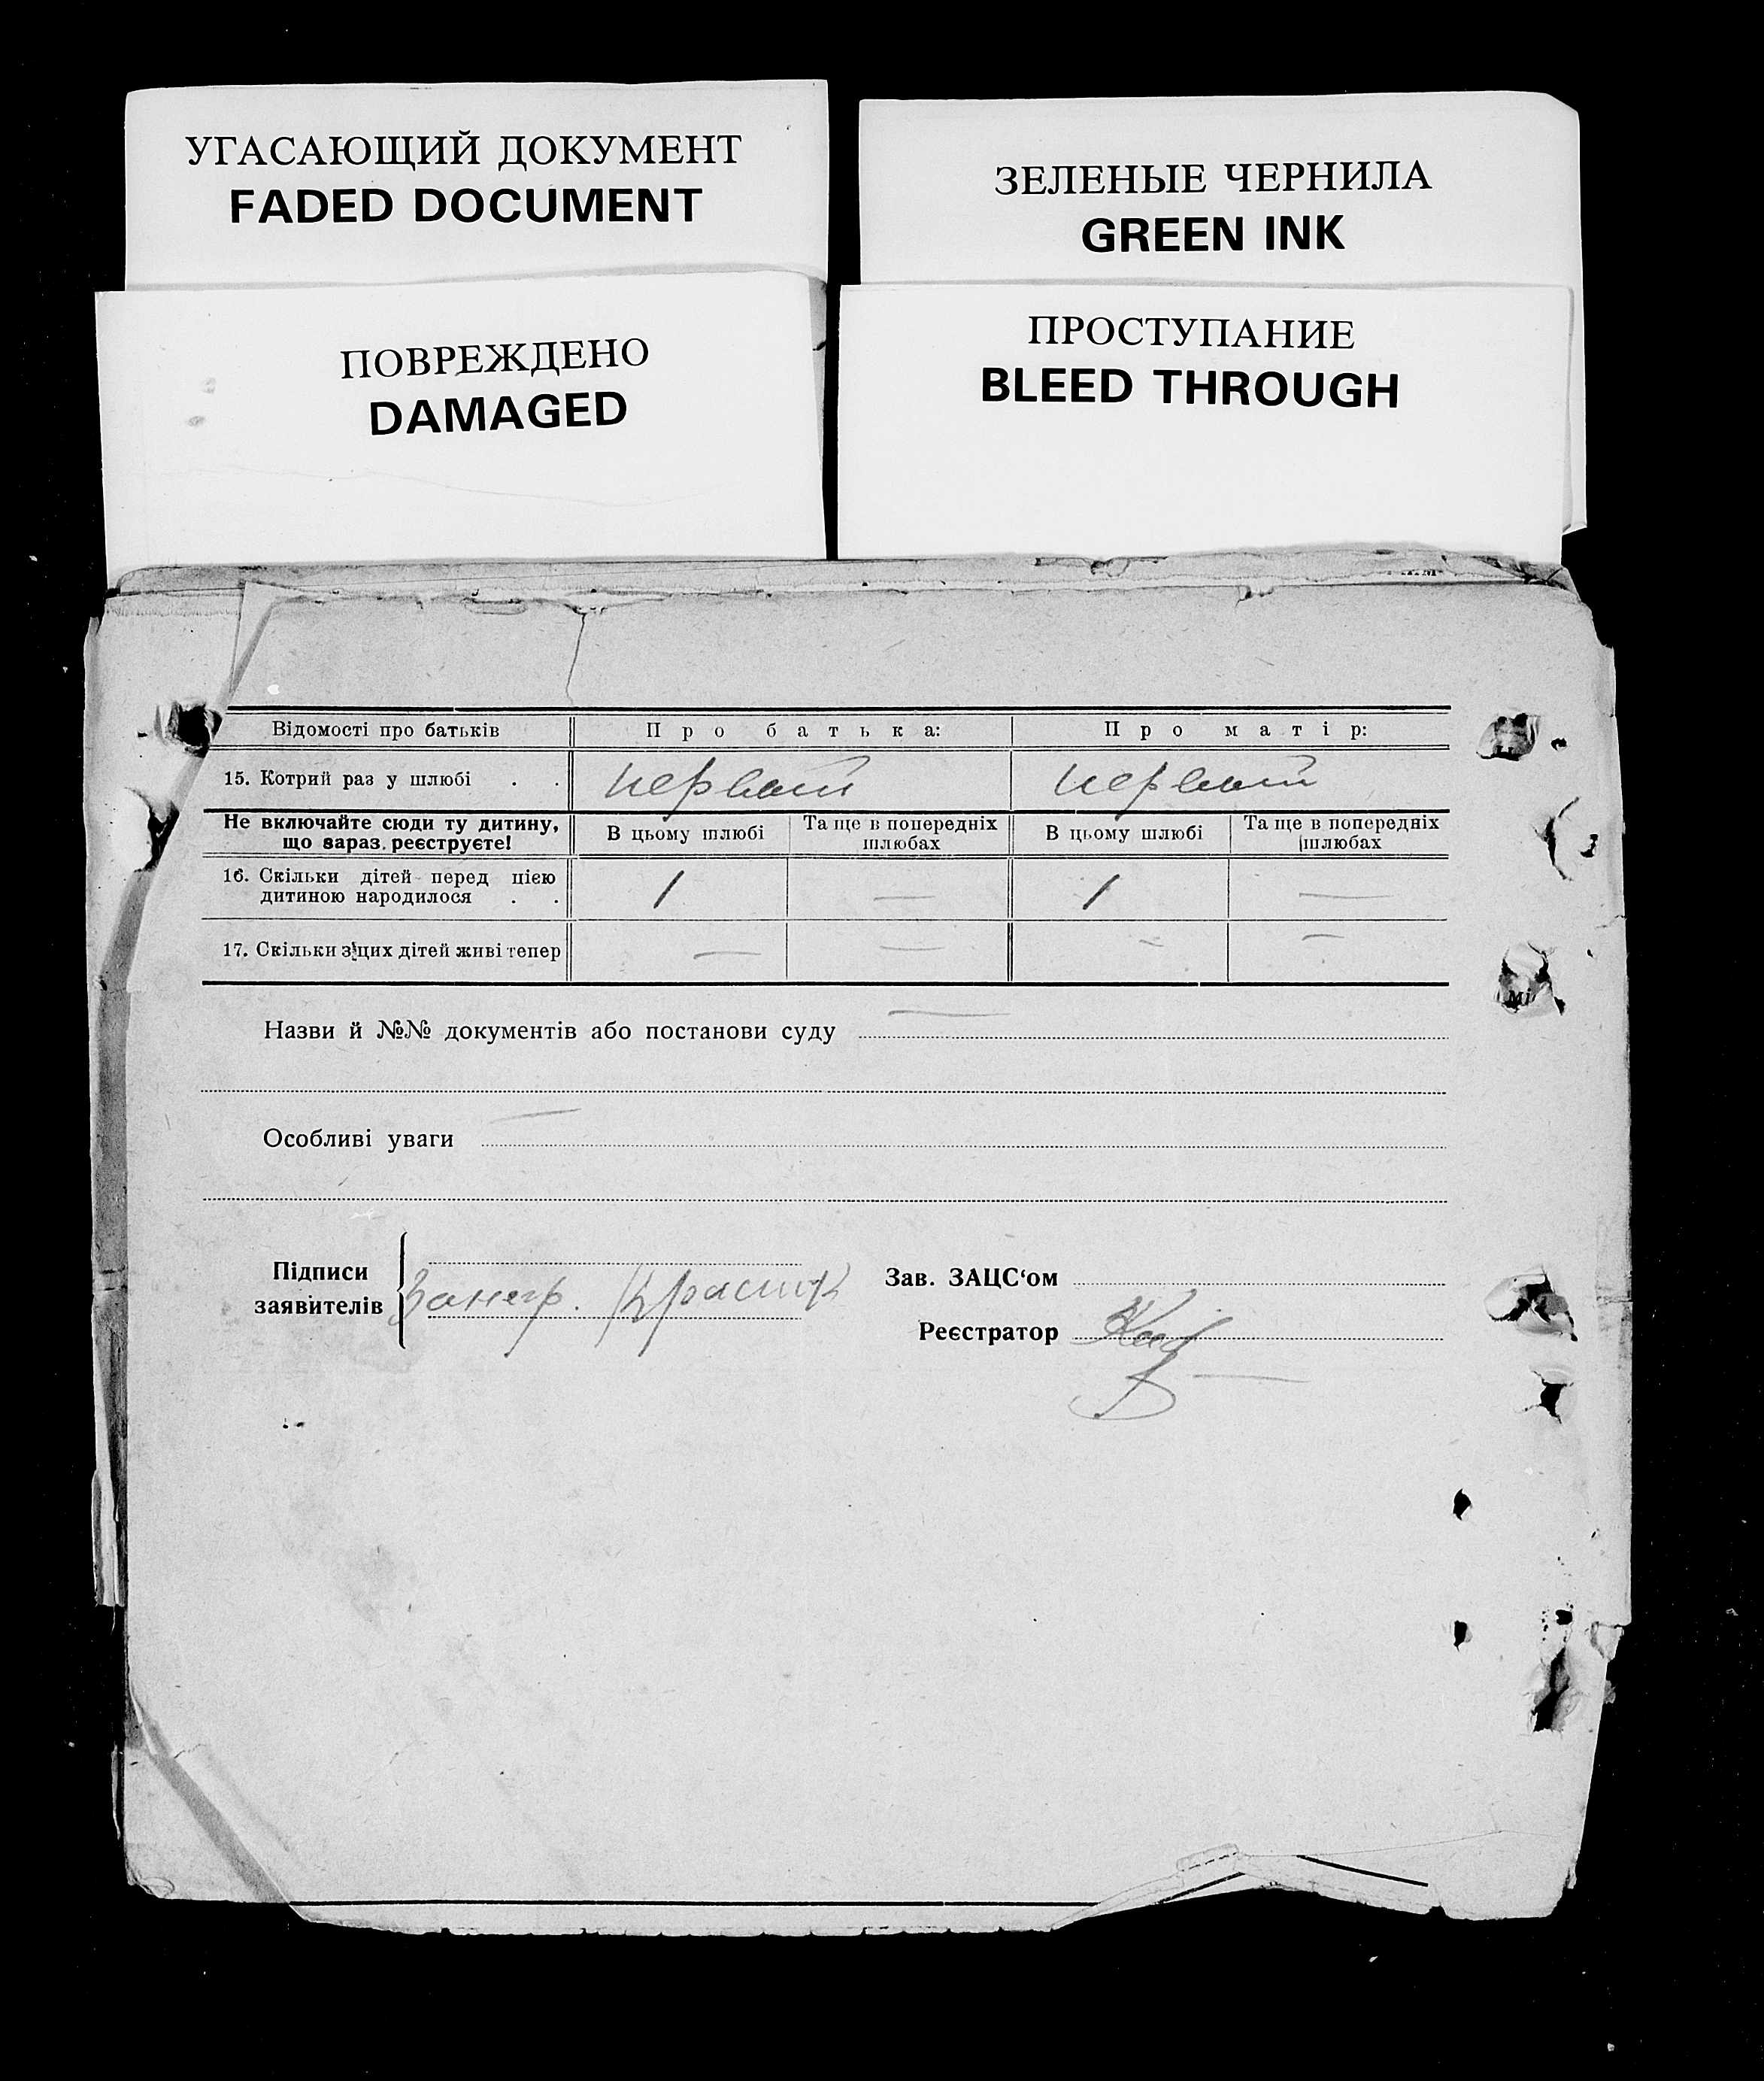 УГАСАЮЩИЙ ДОКУМЕНТ
FADED DOCUMENT
ЗЕЛЕНЫЕ ЧЕРНИЛА
GREEN INK
ПОВРЕЖДЕНО
DAMAGED
ПРОСТУПАНИЕ
BLEED THROUGH
Відомості про батьків Про батька: Про матір:
15. Котрий раз у шлюбі . . первый первый
Не включайте сюди ту дитину,
що зараз реєструєте!
В цьому шлюбі
Та ще в попередніх
шлюбах
В цьому шлюбі
Та ще в попередніх
шлюбах
16. Скільки дітей перед цією
дитиною народилося . . 1 — 1 —
17. Скільки з цих дітей живі тепер — — — —
Назви й №№ документів або постанови суду —
Особливі уваги —
Підписи
заявителів
Зав. ЗАЦС‘ом
Реєстратор
мі